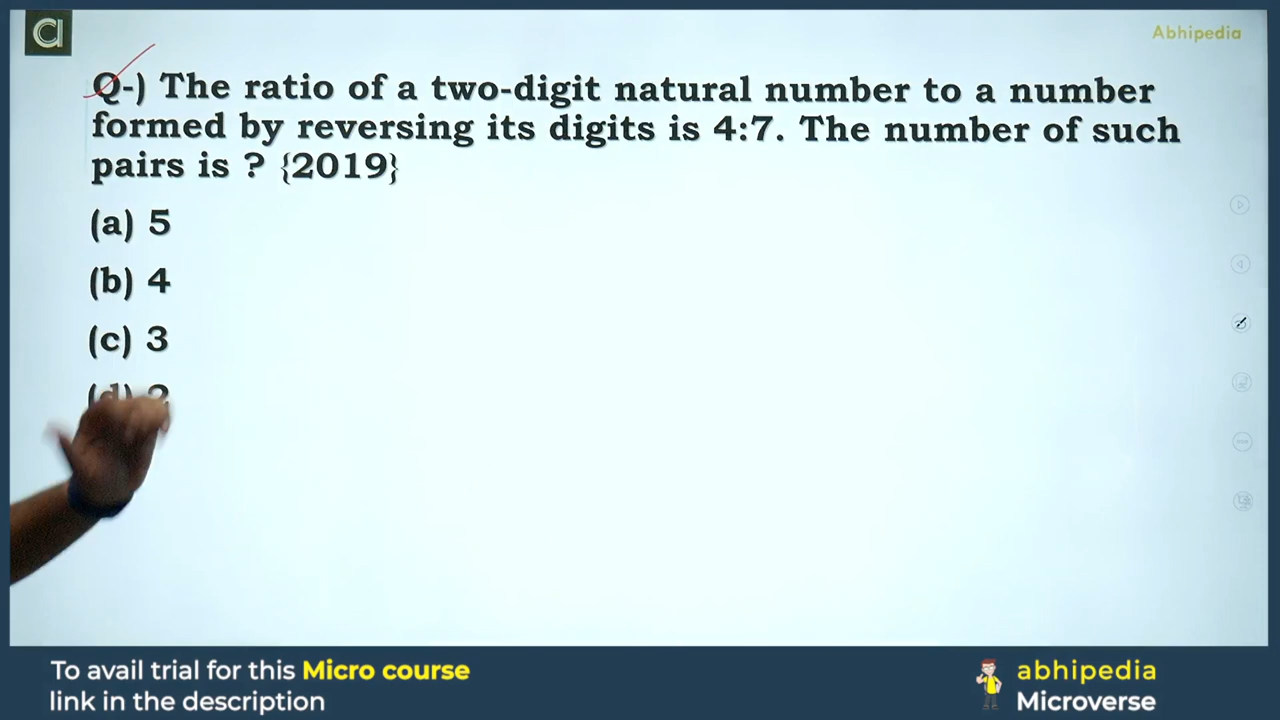 Abhipedia
Q-) The ratio of a two-digit natural number to a number
formed by reversing its digits is 4:7. The number of such
pairs is ? {2019}
(a) 5
(b) 4
(c) 3
(d) 2
To avail trial for this Micro course
link in the description
abhipedia
Microverse